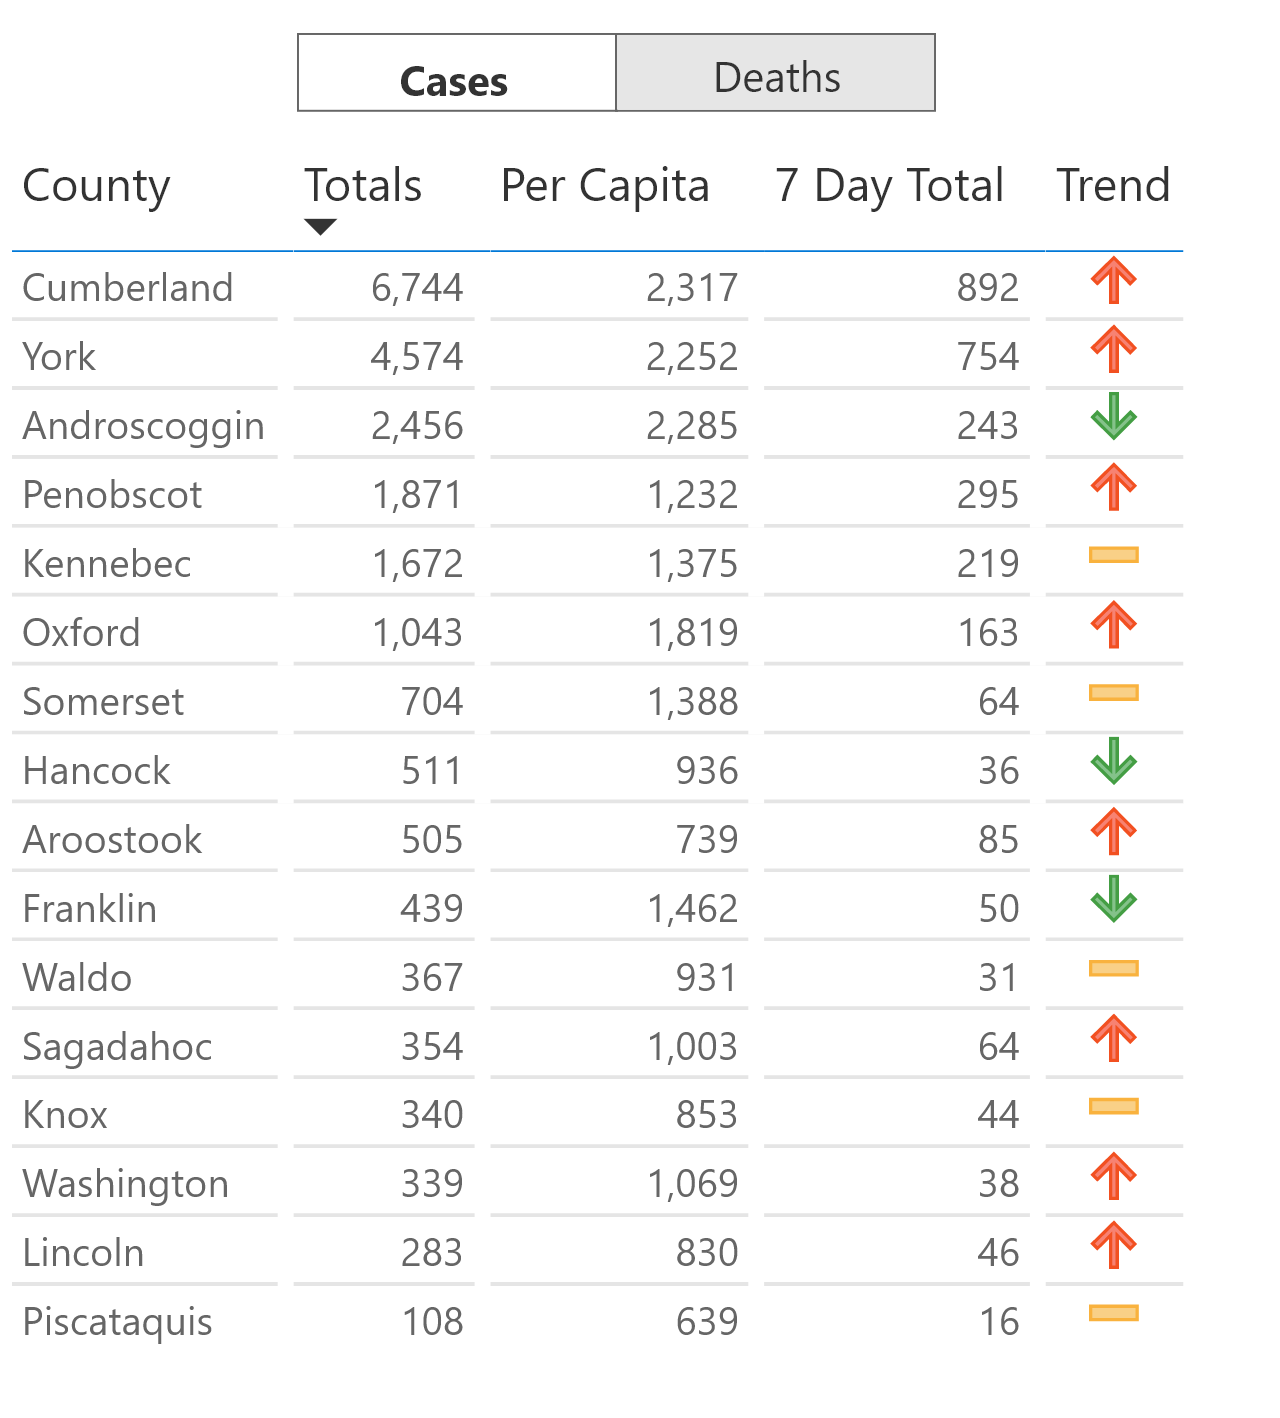 Cases Deaths
County Totals Per Capita 7 Day Total Trend
Cumberland 6,744 2,317 892
York 4,574 2,252 754
Androscoggin 2,456 2,285 243
Penobscot 1,871 1,232 295
Kennebec 1,672 1,375 219
Oxford 1,043 1,819 163
Somerset 704 1,388 64
Hancock 511 936 36
Aroostook 505 739 85
Franklin 439 1,462 50
Waldo 367 931 31
Sagadahoc 354 1,003 64
Knox 340 853 44
Washington 339 1,069 38
Lincoln 283 830 46
Piscataquis 108 639 16